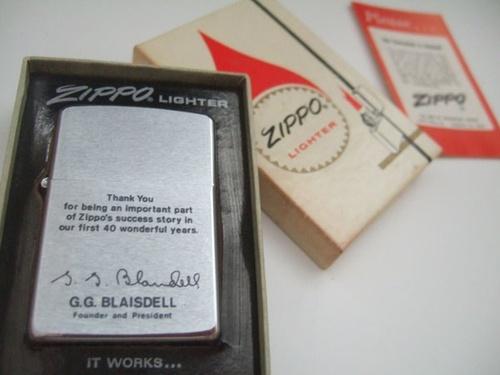 ZIPPO LIGHTER
Thank You
for being an important part
of Zippo's success story in
our first 40 wonderful years.
G. G. Blaisdell
G.G. BLAISDELL
Founder and President
IT WORKS...
ZIPPO
LIGHTER
Please
ZIPPO